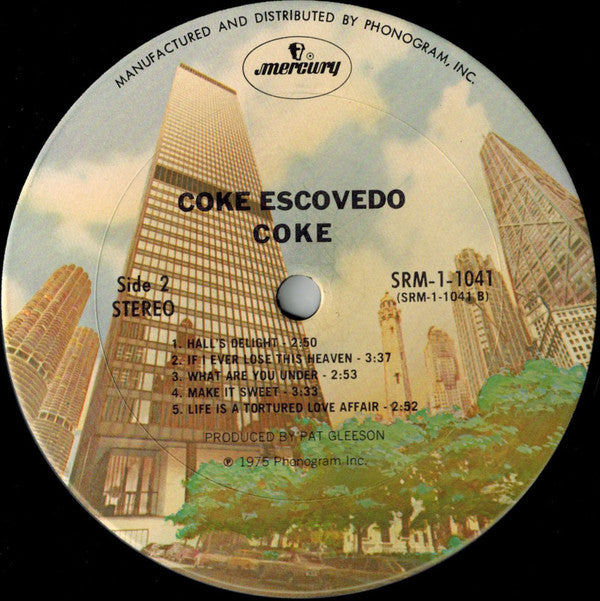 MANUFACTURED AND DISTRIBUTED BY PHONOGRAM, INC.
mercury ®
COKE ESCOVEDO
COKE
Side 2
STEREO
SRM-1-1041
(SRM-1-1041 B)
1. HALL'S DELIGHT - 2:50
2. IF I EVER LOSE THIS HEAVEN - 3:37
3. WHAT ARE YOU UNDER - 2:53
4. MAKE IT SWEET - 3:33
5. LIFE IS A TORTURED LOVE AFFAIR - 2:52
PRODUCED BY PAT GLEESON
℗ 1975 Phonogram Inc.